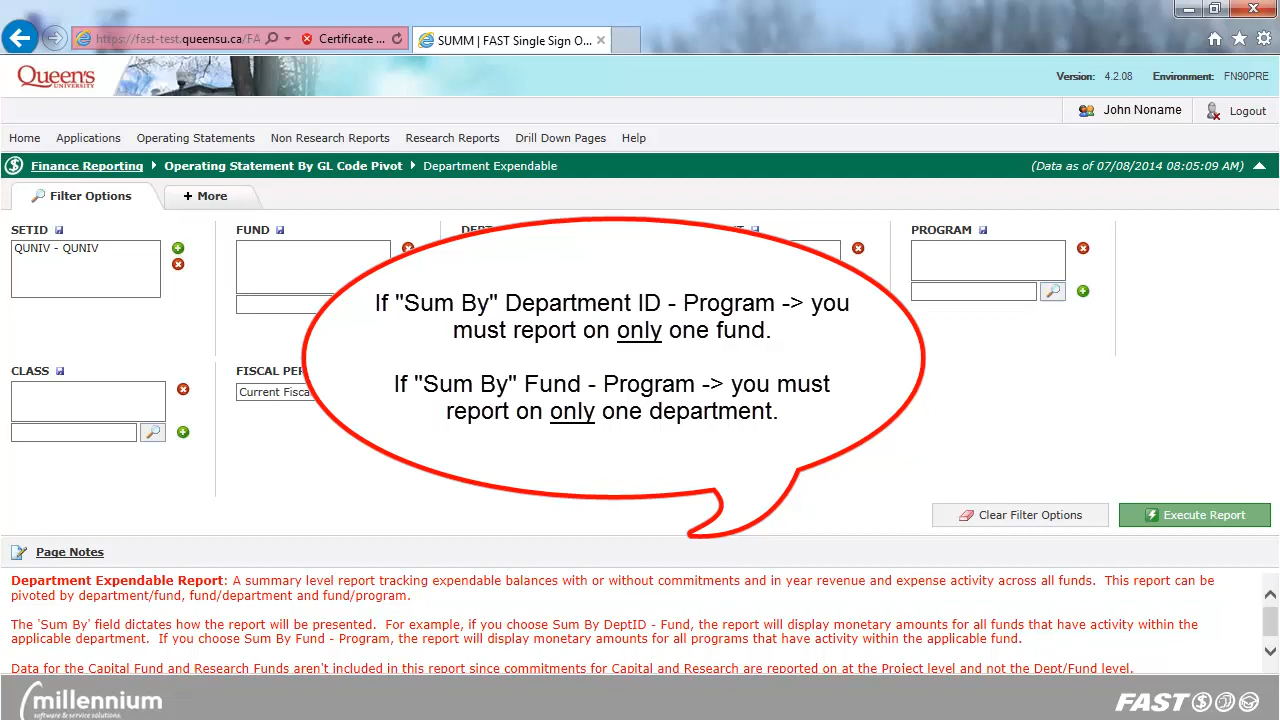 https://fast-test.queensu.ca/FA
Certificate ...
SUMM | FAST Single Sign O...
Queen's
UNIVERSITY
Version: 4.2.08 Environment: FN90PRE
John Noname Logout
Home Applications Operating Statements Non Research Reports Research Reports Drill Down Pages Help
Finance Reporting Operating Statement By GL Code Pivot Department Expendable (Data as of 07/08/2014 08:05:09 AM)
Filter Options + More
SETID FUND PROGRAM
QUNIV - QUNIV
If "Sum By" Department ID - Program -> you
must report on only one fund.
If "Sum By" Fund - Program -> you must
report on only one department.
CLASS FISCAL PER
Current Fisca
Clear Filter Options Execute Report
Page Notes
Department Expendable Report: A summary level report tracking expendable balances with or without commitments and in year revenue and expense activity across all funds. This report can be
pivoted by department/fund, fund/department and fund/program.
The 'Sum By' field dictates how the report will be presented. For example, if you choose Sum By DeptID - Fund, the report will display monetary amounts for all funds that have activity within the
applicable department. If you choose Sum By Fund - Program, the report will display monetary amounts for all programs that have activity within the applicable fund.
Data for the Capital Fund and Research Funds aren't included in this report since commitments for Capital and Research are reported on at the Project level and not the Dept/Fund level.
millennium
software & service solutions.
FAST